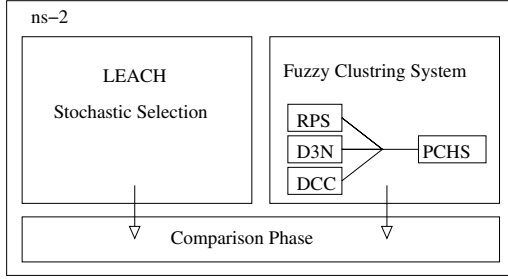 ns−2
LEACH
Stochastic Selection
Fuzzy Clustring System
RPS
D3N
DCC
PCHS
Comparison Phase